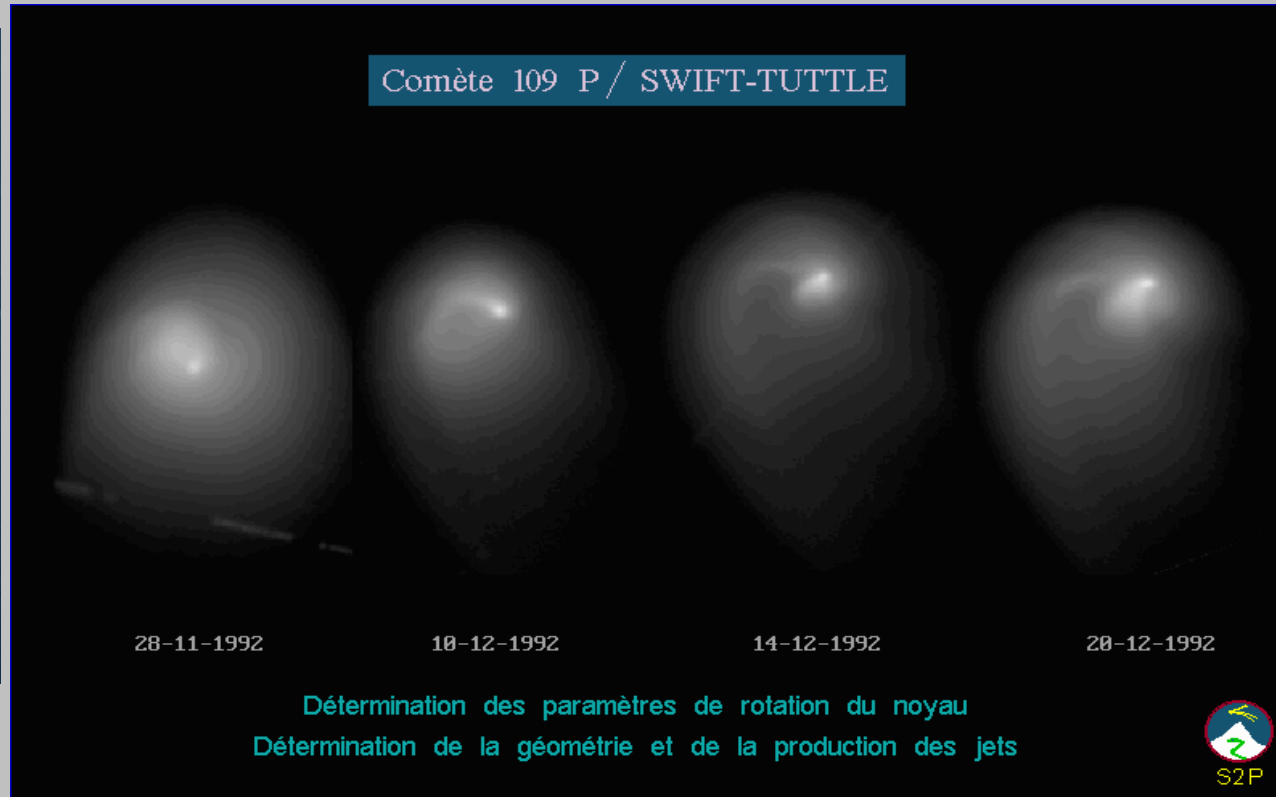 Comète 109 P / SWIFT-TUTTLE
28-11-1992 10-12-1992 14-12-1992 20-12-1992
Détermination des paramètres de rotation du noyau
Détermination de la géométrie et de la production des jets
S2P